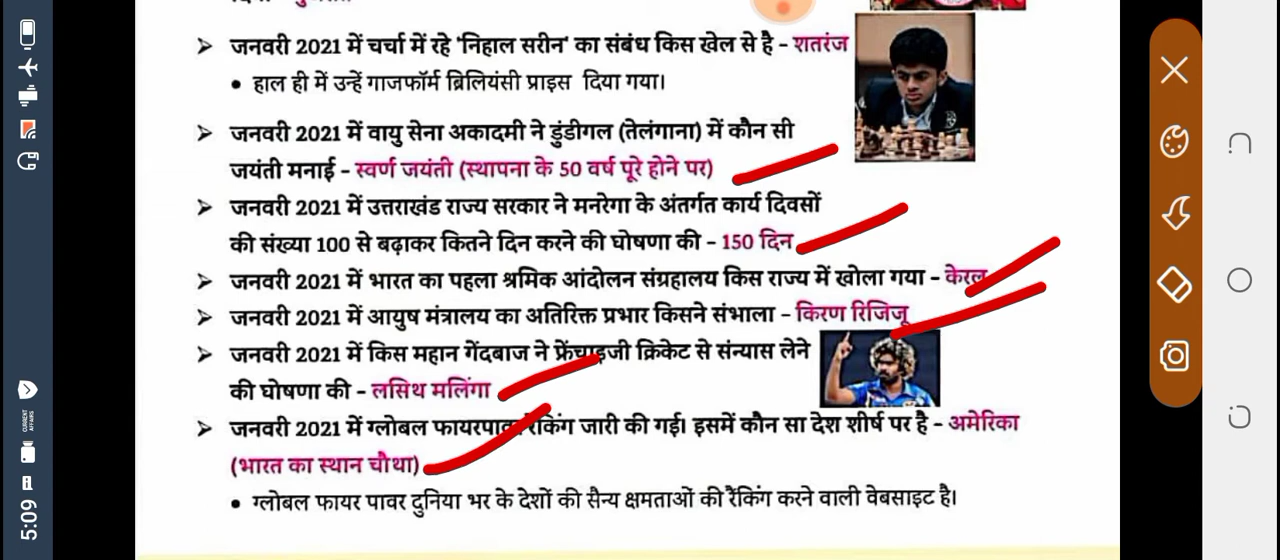 जनवरी 2021 में चर्चा में रहे 'निहाल सरीन' का संबंध किस खेल से है – शतरंज
हाल ही में उन्हें गाजफॉर्म ब्रिलियंसी प्राइस दिया गया।
जनवरी 2021 में वायु सेना अकादमी ने डुंडीगल (तेलंगाना) में कौन सी
जयंती मनाई – स्वर्ण जयंती (स्थापना के 50 वर्ष पूरे होने पर)
जनवरी 2021 में उत्तराखंड राज्य सरकार ने मनरेगा के अंतर्गत कार्य दिवसों
की संख्या 100 से बढ़ाकर कितने दिन करने की घोषणा की – 150 दिन
जनवरी 2021 में भारत का पहला श्रमिक आंदोलन संग्रहालय किस राज्य में खोला गया – केरल
जनवरी 2021 में आयुष मंत्रालय का अतिरिक्त प्रभार किसने संभाला – किरण रिजिजू
जनवरी 2021 में किस महान गेंदबाज ने फ्रेंचाइजी क्रिकेट से संन्यास लेने
की घोषणा की – लसिथ मलिंगा
जनवरी 2021 में ग्लोबल फायरपावर रैंकिंग जारी की गई। इसमें कौन सा देश शीर्ष पर है – अमेरिका
(भारत का स्थान चौथा)
ग्लोबल फायर पावर दुनिया भर के देशों की सैन्य क्षमताओं की रैंकिंग करने वाली वेबसाइट है।
5:09
CURRENT
AFFAIRS